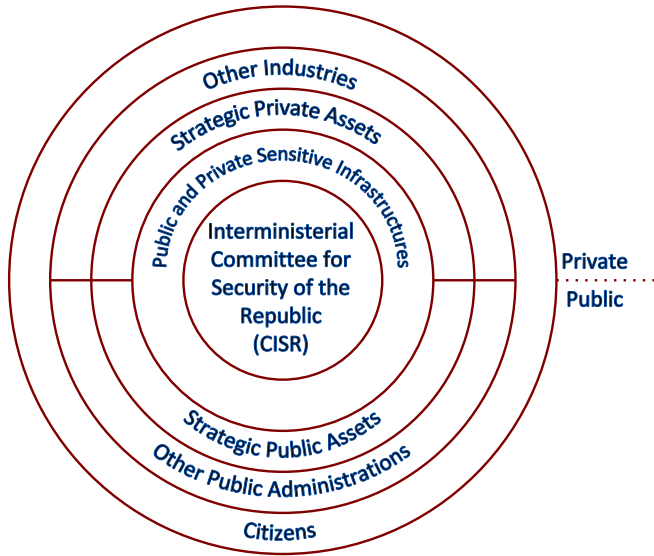 Other Industries
Strategic Private Assets
Public and Private Sensitive Infrastructures
Interministerial
Committee for
Security of the
Republic
(CISR)
Private
Public
Strategic Public Assets
Other Public Administrations
Citizens